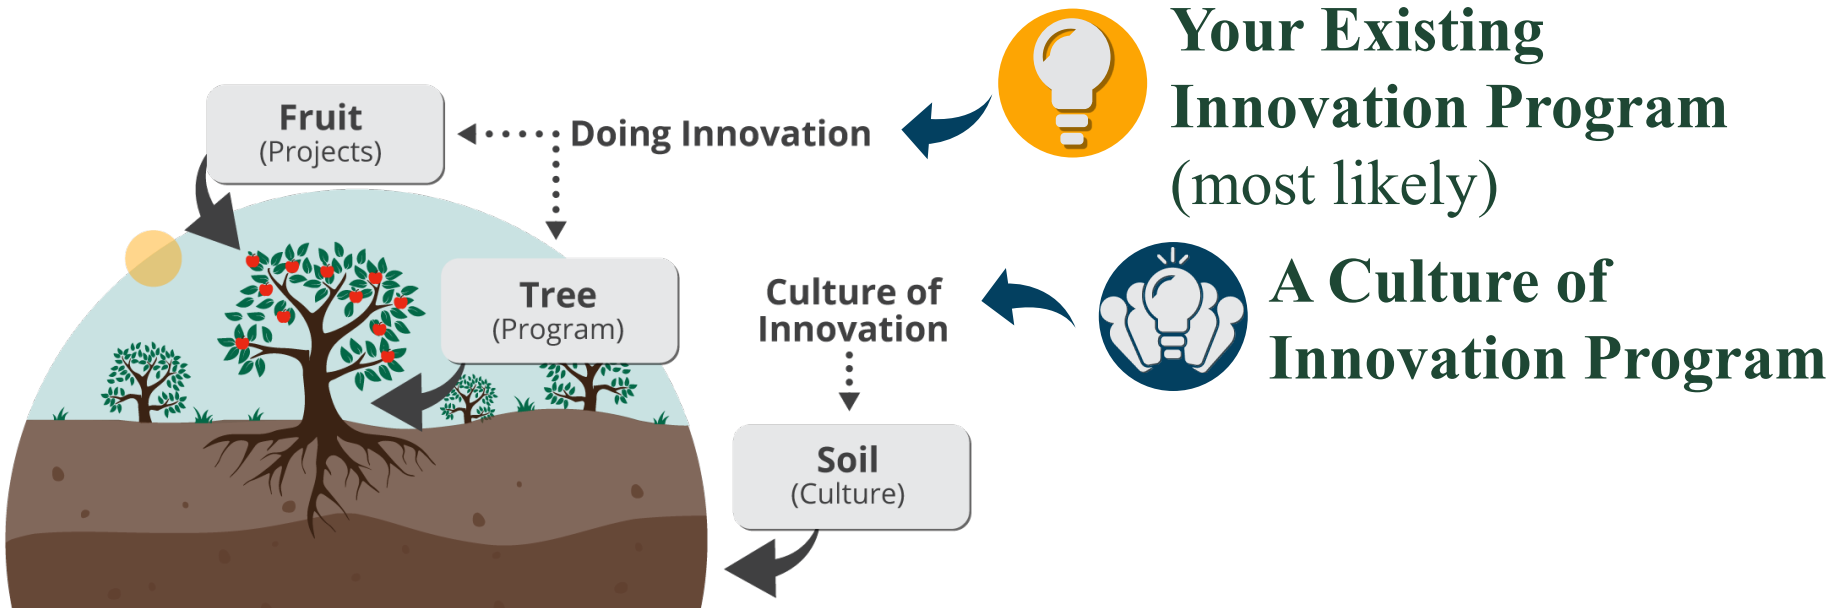 Your Existing
Innovation Program
(most likely)
Fruit
(Projects)
Doing Innovation
Tree
(Program)
Culture of
Innovation
A Culture of
Innovation Program
Soil
(Culture)